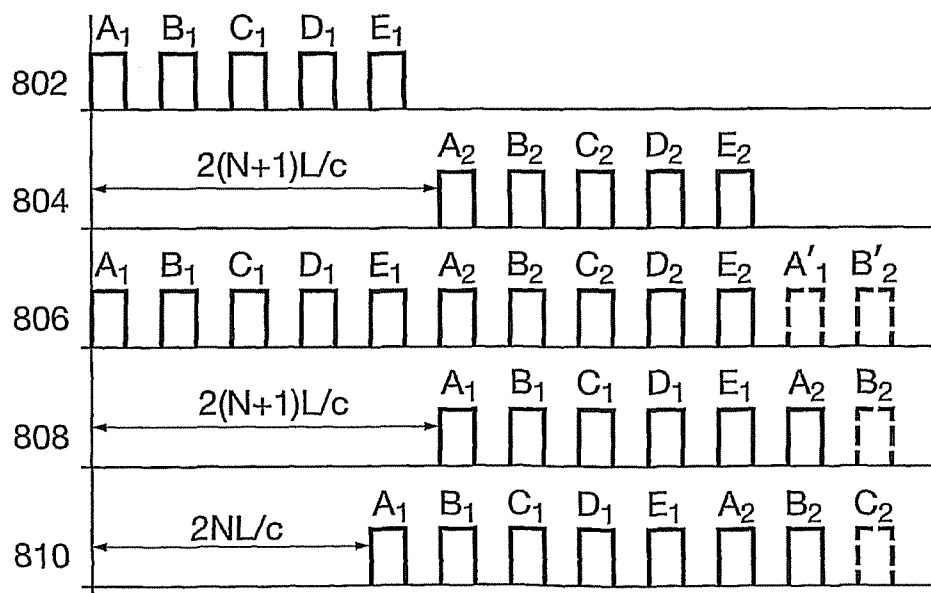 A₁ B₁ C₁ D₁ E₁
802
A₂ B₂ C₂ D₂ E₂
2(N+1)L/c
804
A₁ B₁ C₁ D₁ E₁ A₂ B₂ C₂ D₂ E₂ A′₁ B′₂
806
A₁ B₁ C₁ D₁ E₁ A₂ B₂
2(N+1)L/c
808
A₁ B₁ C₁ D₁ E₁ A₂ B₂ C₂
2NL/c
810